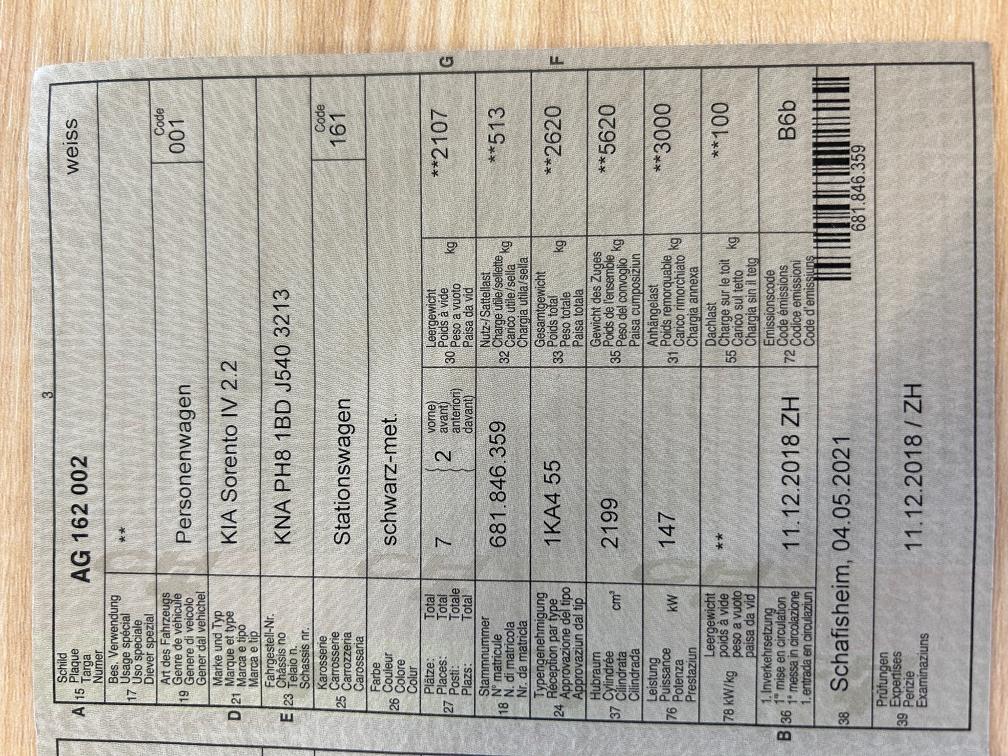 3
A 15 Schild
Plaque
Targa
Numer
AG 162 002
weiss
17 Bes. Verwendung
Usage spécial
Uso speciale
Diever spezial
**
19 Art des Fahrzeugs
Genre de véhicule
Genere di veicolo
Gener dal vehichel
Personenwagen
Code
001
D 21 Marke und Typ
Marque et type
Marca e tipo
Marca e tip
KIA Sorento IV 2.2
E 23 Fahrgestell-Nr.
Châssis no
Telaio n.
Schassis nr.
KNA PH8 1BD J540 3213
25 Karosserie
Carrosserie
Carrozzeria
Carossaria
Stationswagen
Code
161
26 Farbe
Couleur
Colore
Colur
schwarz-met.
27 Plätze: Total
Places: Total
Posti: Totale
Plazs: Total
7 2 vorne)
avant)
anteriori)
davant)
30 Leergewicht
Poids à vide
Peso a vuoto kg
Paisa da vid
**2107
G
18 Stammnummer
N° matricule
N. di matricola
Nr. da matricla
681.846.359
32 Nutz-/Sattellast
Charge utile/sellette kg
Carico utile/sella
Chargia utila/sella
**513
24 Typengenehmigung
Réception par type
Approvazione del tipo
Approvaziun dal tip
1KA4 55
33 Gesamtgewicht
Poids total kg
Peso totale
Paisa totala
**2620
F
37 Hubraum
Cylindrée cm³
Cilindrata
Cilindrada
2199
35 Gewicht des Zuges
Poids de l'ensemble kg
Peso del convoglio
Paisa cumposiziun
**5620
76 Leistung
Puissance kW
Potenza
Prestaziun
147
31 Anhängelast
Poids remorquable kg
Carico rimorchiato
Chargia annexa
**3000
78 kW/kg Leergewicht
poids à vide
peso a vuoto
paisa da vid
**
55 Dachlast
Charge sur le toit kg
Carico sul tetto
Chargia sin il tetg
**100
B 36 1. Inverkehrsetzung
1re mise en circulation
1a messa in circolazione
1. entrada en circulaziun
11.12.2018 ZH
72 Emissionscode
Code émissions
Codice emissioni
Code d'emissiuns
B6b
38 Schafisheim, 04.05.2021
681.846.359
39 Prüfungen
Expertises
Perizie
Examinaziuns
11.12.2018 / ZH